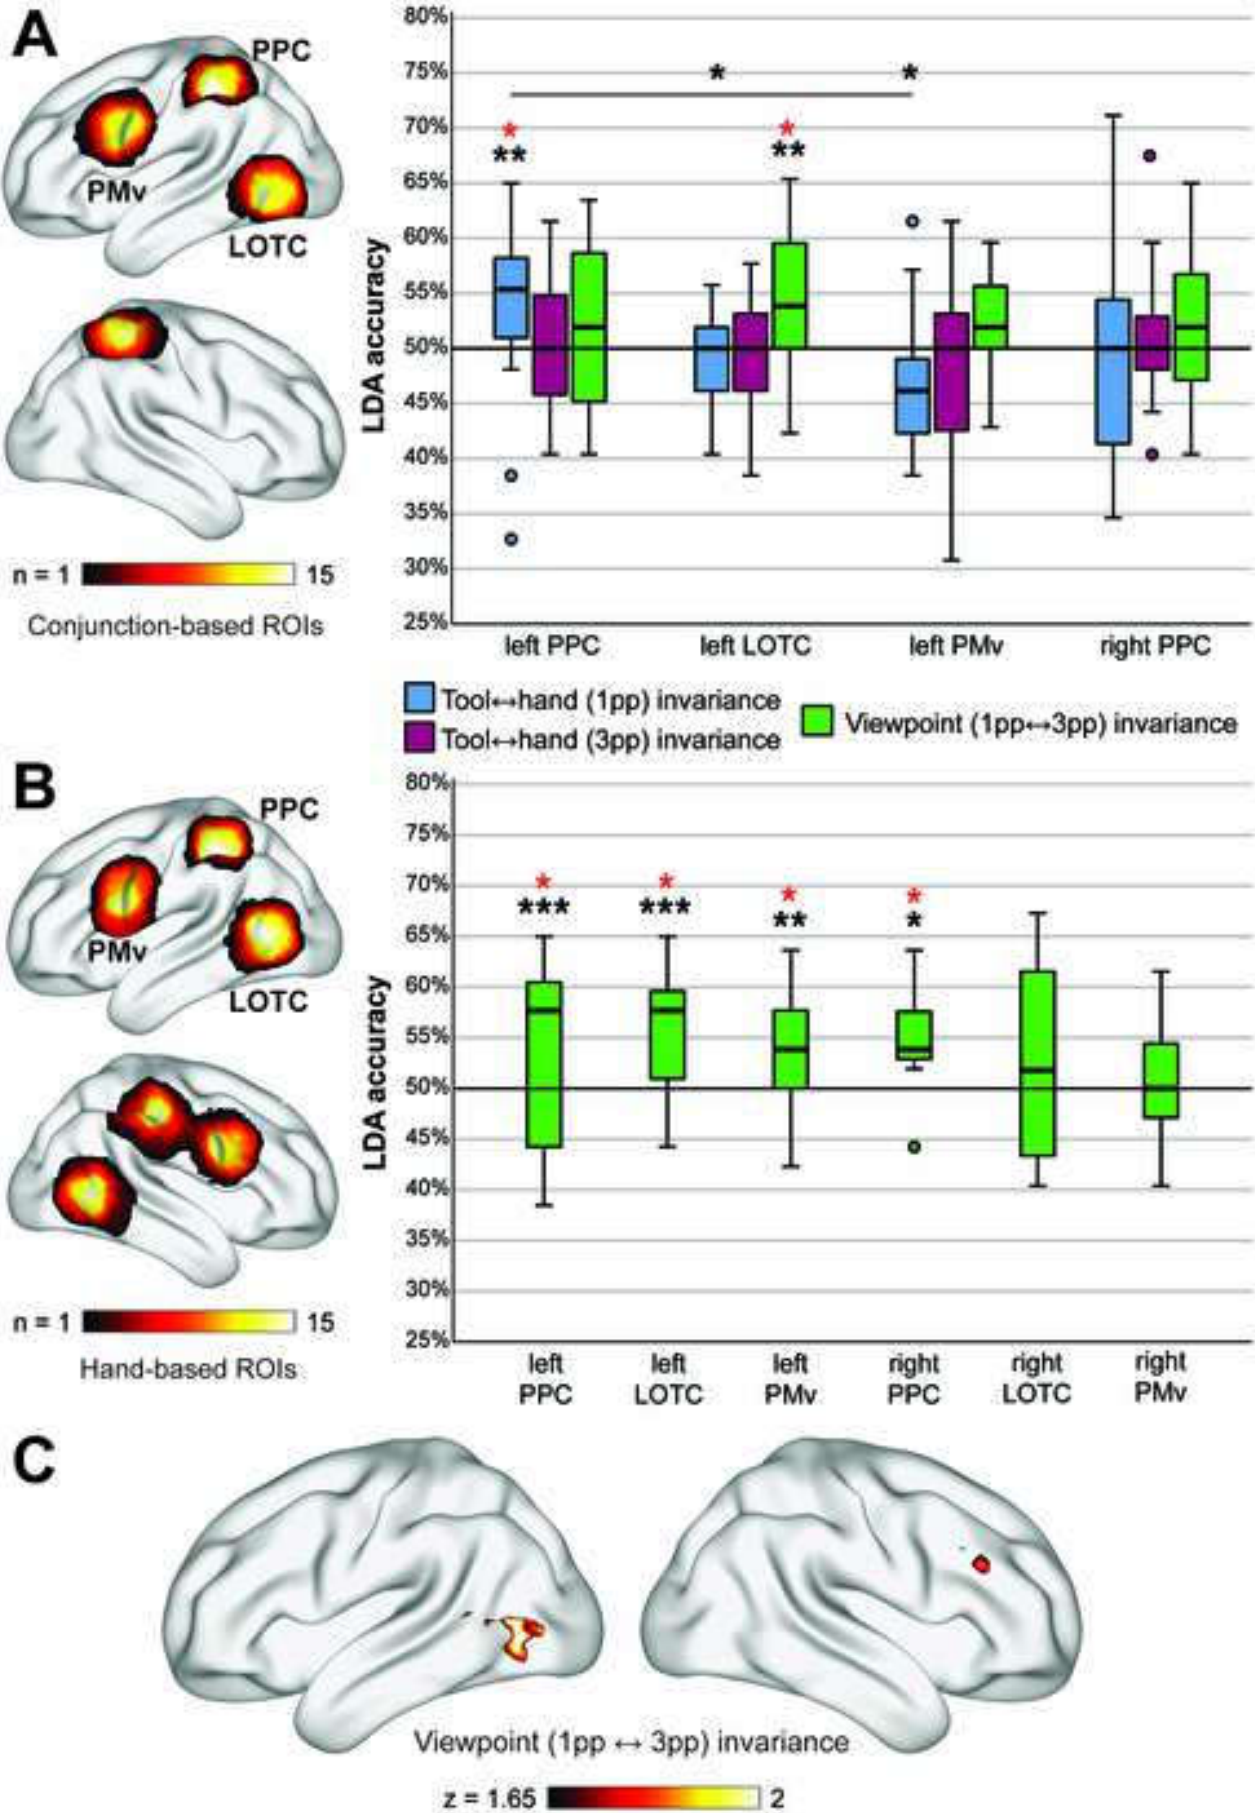 A
PPC
PMv
LOTC
n = 1 15
Conjunction-based ROIs
80%
75%
70%
65%
60%
55%
50%
45%
40%
35%
30%
25%
LDA accuracy
* *
*
**
*
**
left PPC left LOTC left PMv right PPC
Tool↔hand (1pp) invariance
Tool↔hand (3pp) invariance
Viewpoint (1pp↔3pp) invariance
B
PPC
PMv
LOTC
n = 1 15
Hand-based ROIs
80%
75%
70%
65%
60%
55%
50%
45%
40%
35%
30%
25%
LDA accuracy
* * * *
*** *** ** *
left PPC
left LOTC
left PMv
right PPC
right LOTC
right PMv
C
Viewpoint (1pp ↔ 3pp) invariance
z = 1.65 2